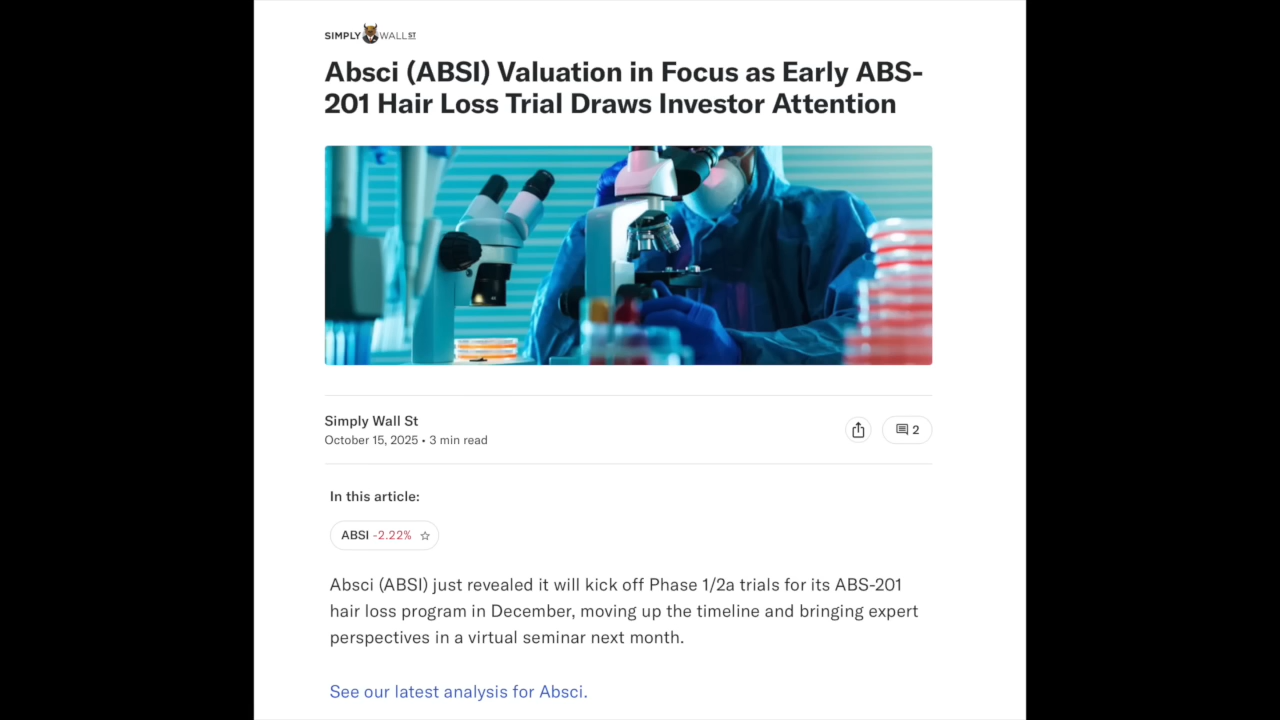 SIMPLY WALL ST
Absci (ABSI) Valuation in Focus as Early ABS-
201 Hair Loss Trial Draws Investor Attention
Simply Wall St
October 15, 2025 • 3 min read
2
In this article:
ABSI -2.22%
Absci (ABSI) just revealed it will kick off Phase 1/2a trials for its ABS-201
hair loss program in December, moving up the timeline and bringing expert
perspectives in a virtual seminar next month.
See our latest analysis for Absci.